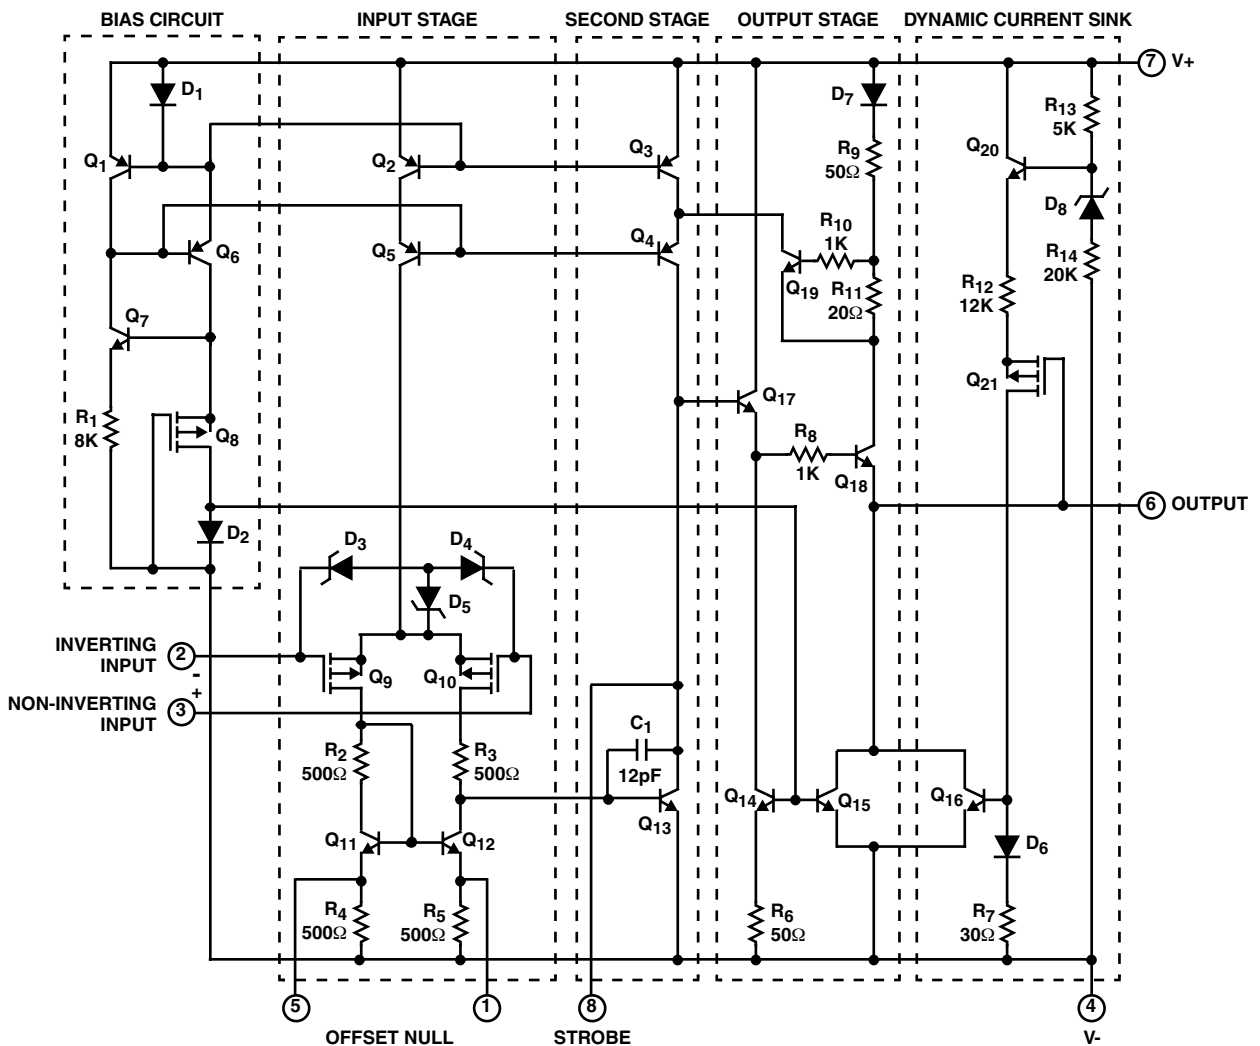 BIAS CIRCUIT
INPUT STAGE
SECOND STAGE
OUTPUT STAGE
DYNAMIC CURRENT SINK
7 V+
D1
D7
R13
5K
Q1
Q2
Q3
R9
50Ω
Q20
D8
Q6
Q5
Q4
R10
1K
Q19
R11
20Ω
R14
20K
R12
12K
Q7
Q21
Q17
R1
8K
Q8
R8
1K
Q18
6 OUTPUT
D2
D3
D4
D5
INVERTING
INPUT
2
-
+
NON-INVERTING
INPUT
3
Q9
Q10
R2
500Ω
R3
500Ω
C1
12pF
Q13
Q14
Q15
Q16
Q11
Q12
D6
R4
500Ω
R5
500Ω
R6
50Ω
R7
30Ω
5
1
8
4
OFFSET NULL
STROBE
V-